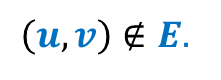 (u, v) ∉ E.